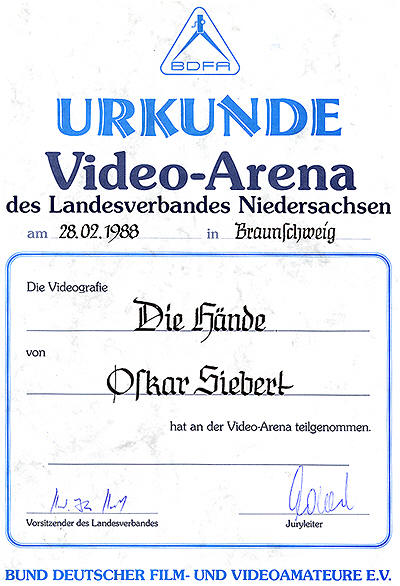 BDFA
URKUNDE
Video-Arena
des Landesverbandes Niedersachsen
am 28.02.1988 in Braunſchweig
Die Videografie
Die Hände
von
Oſkar Siebert
hat an der Video-Arena teilgenommen.
Vorsitzender des Landesverbandes
Juryleiter
BUND DEUTSCHER FILM- UND VIDEOAMATEURE E.V.